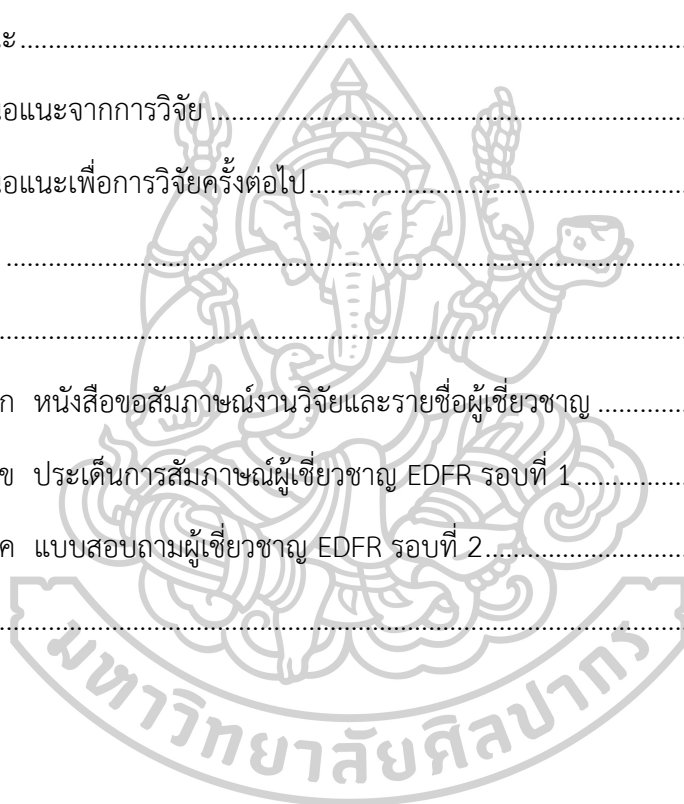 นะ.....................................................................................
นอแนะจากการวิจัย.....................................................................................
นอแนะเพื่อการวิจัยครั้งต่อไป.....................................................................................
.....................................................................................
.....................................................................................
ก หนังสือขอสัมภาษณ์งานวิจัยและรายชื่อผู้เชี่ยวชาญ ..............
ข ประเด็นการสัมภาษณ์ผู้เชี่ยวชาญ EDFR รอบที่ 1..................
ค แบบสอบถามผู้เชี่ยวชาญ EDFR รอบที่ 2...............................
.....................................................................................
มหาวิทยาลัยศิลปากร